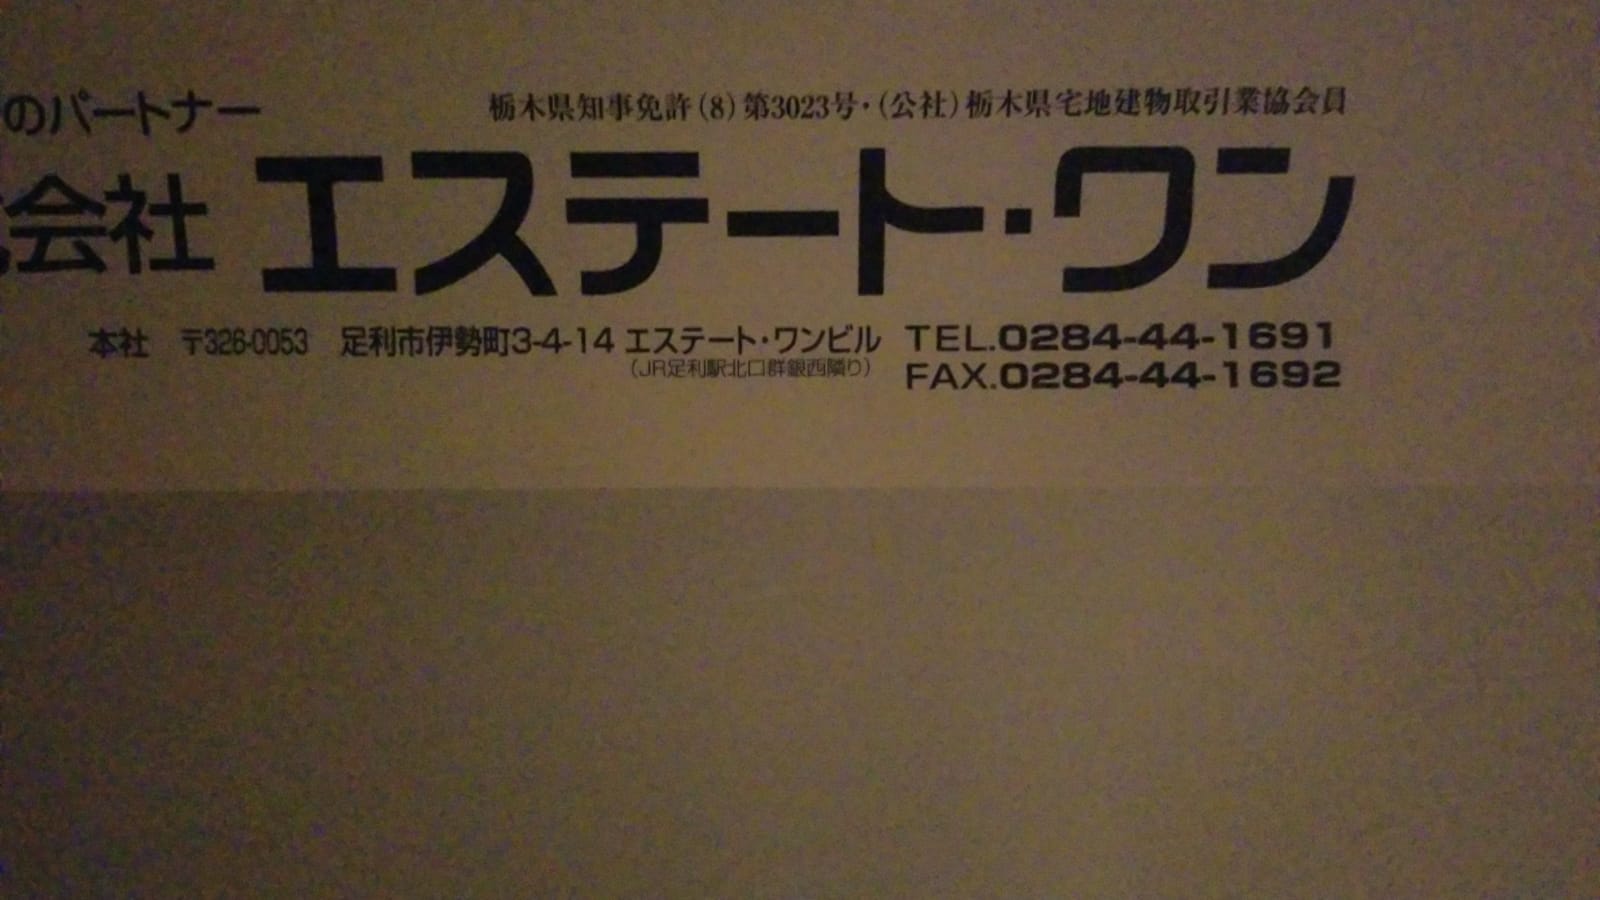 のパートナー
栃木県知事免許(8)第3023号・(公社)栃木県宅地建物取引業協会員
式会社 エステート・ワン
本社 〒326-0053 足利市伊勢町3-4-14 エステート・ワンビル TEL.0284-44-1691
(JR足利駅北口群銀西隣り) FAX.0284-44-1692